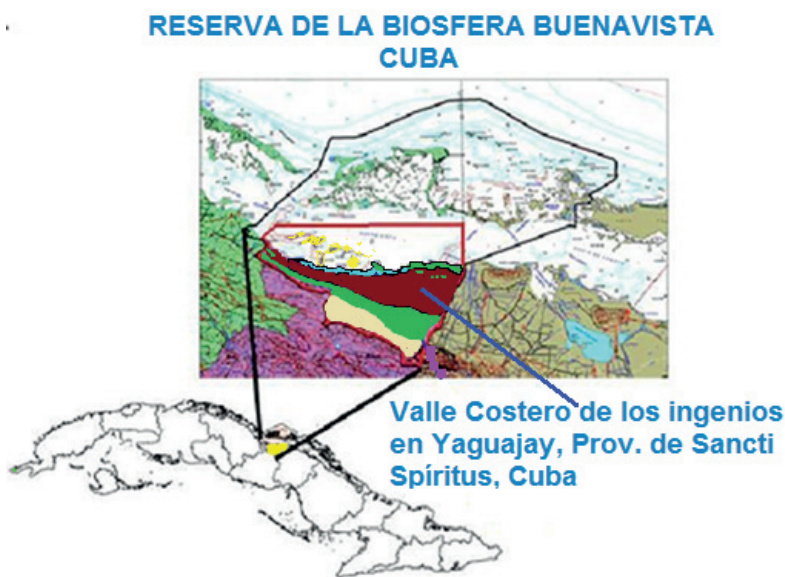 RESERVA DE LA BIOSFERA BUENAVISTA
CUBA
Valle Costero de los ingenios
en Yaguajay, Prov. de Sancti
Spíritus, Cuba